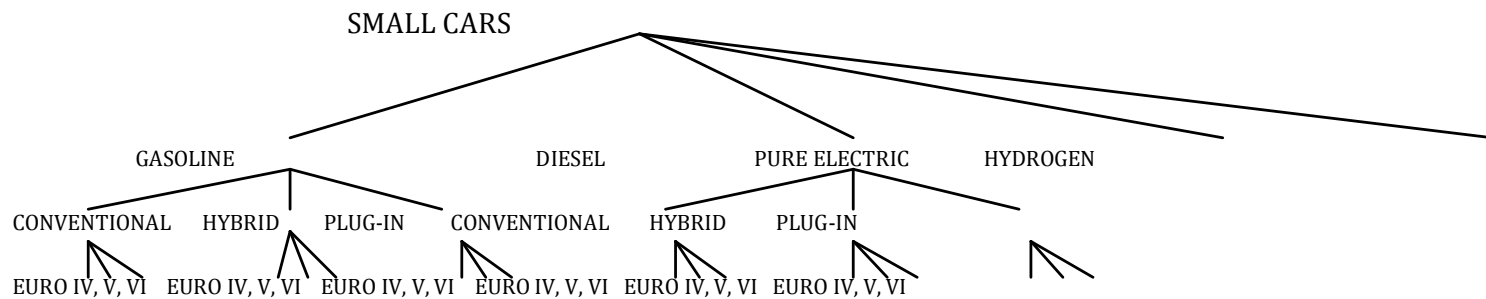 SMALL CARS
GASOLINE DIESEL PURE ELECTRIC HYDROGEN
CONVENTIONAL HYBRID PLUG-IN CONVENTIONAL HYBRID PLUG-IN
EURO IV, V, VI EURO IV, V, VI EURO IV, V, VI EURO IV, V, VI EURO IV, V, VI EURO IV, V, VI